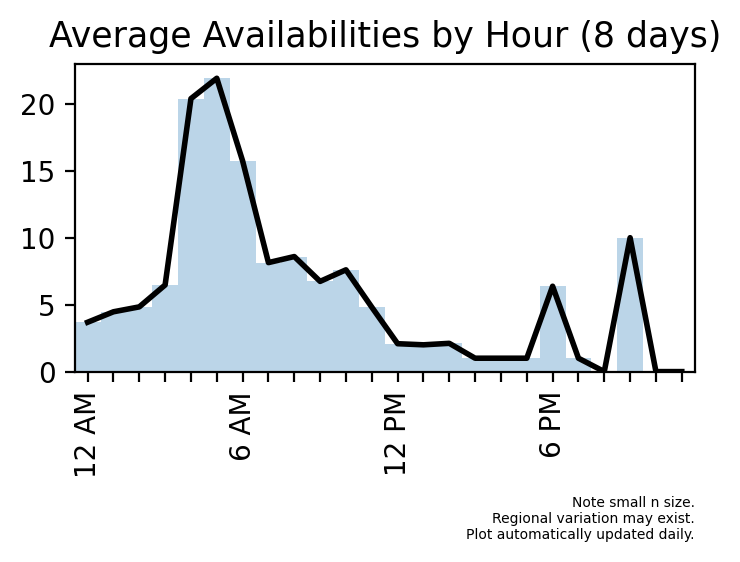 Average Availabilities by Hour (8 days)
20
15
10
5
0
12 AM
6 AM
12 PM
6 PM
Note small n size.
Regional variation may exist.
Plot automatically updated daily.